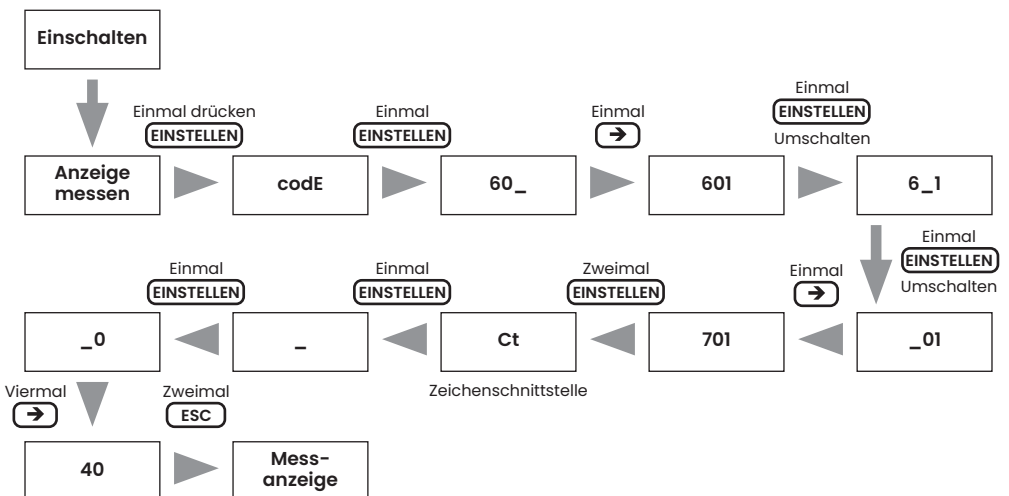 Einschalten
Einmal drücken
EINSTELLEN
Einmal
EINSTELLEN
Einmal
➔
Einmal
EINSTELLEN
Umschalten
Anzeige
messen
codE
60_
601
6_1
Einmal
EINSTELLEN
Umschalten
Einmal
➔
Zweimal
EINSTELLEN
Einmal
EINSTELLEN
Einmal
EINSTELLEN
_01
701
Ct
Zeichenschnittstelle
_
_0
Viermal
➔
Zweimal
ESC
40
Mess-
anzeige